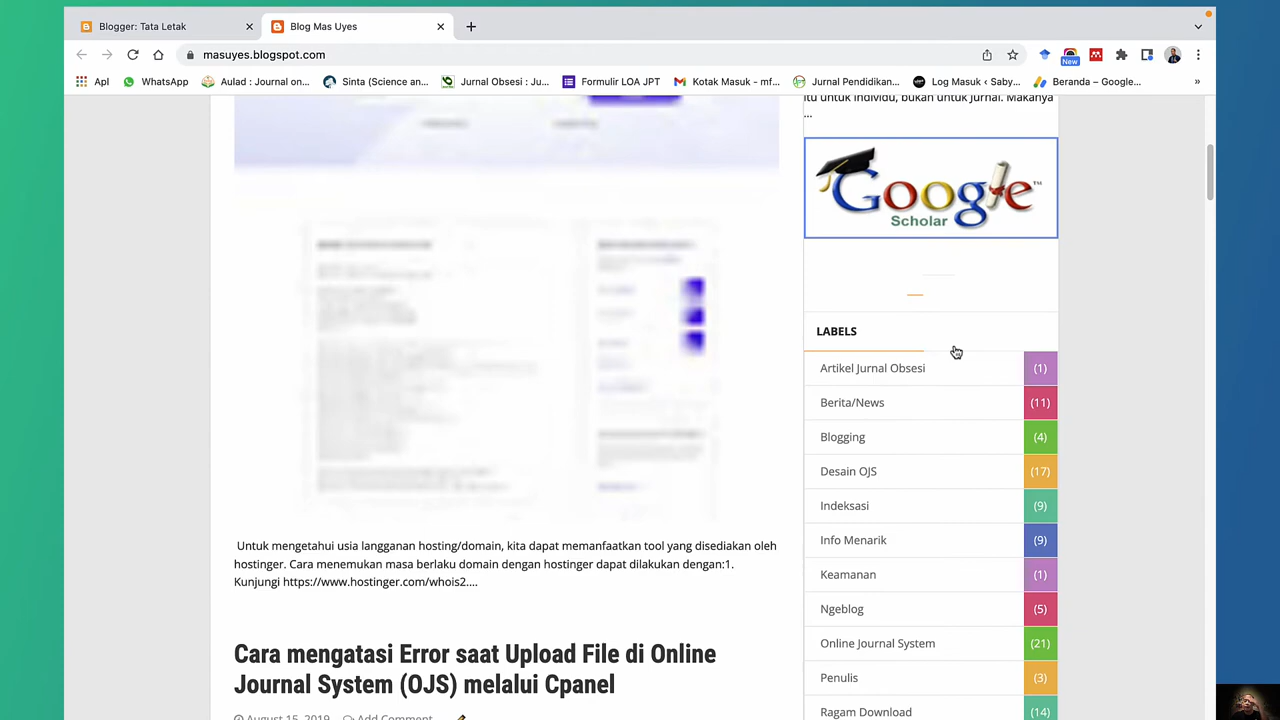 Blogger: Tata Letak
Blog Mas Uyes
masuyes.blogspot.com
New
Apl
WhatsApp
Aulad : Journal on...
Sinta (Science an...
Jurnal Obsesi : Ju...
Formulir LOA JPT
Kotak Masuk - mf...
Jurnal Pendidikan...
Log Masuk ‹ Saby...
Beranda – Google...
»
itu untuk individu, bukan untuk jurnal. Makanya
...
Google™
Scholar
LABELS
Artikel Jurnal Obsesi (1)
Berita/News (11)
Blogging (4)
Desain OJS (17)
Indeksasi (9)
Info Menarik (9)
Keamanan (1)
Ngeblog (5)
Online Journal System (21)
Penulis (3)
Ragam Download (14)
Untuk mengetahui usia langganan hosting/domain, kita dapat memanfaatkan tool yang disediakan oleh
hostinger. Cara menemukan masa berlaku domain dengan hostinger dapat dilakukan dengan:1.
Kunjungi https://www.hostinger.com/whois2....
Cara mengatasi Error saat Upload File di Online
Journal System (OJS) melalui Cpanel
August 15, 2019 Add Comment